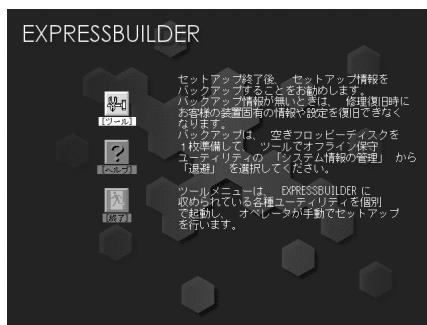 EXPRESSBUILDER
セットアップ終了後、 セットアップ情報を
バックアップすることをお勧めします。
バックアップ情報が無いときは、 修理復旧時に
お客様の装置固有の情報や設定を復旧できなく
なります。
バックアップは、 空きフロッピーディスクを
1枚準備して、 ツールでオフライン保守
ユーティリティの 「システム情報の管理」 から
「退避」 を選択してください。
[ツール]
[ヘルプ]
[終了]
ツールメニューは、 EXPRESSBUILDER に
収められている各種ユーティリティを個別
で起動し、 オペレータが手動でセットアップ
を行います。